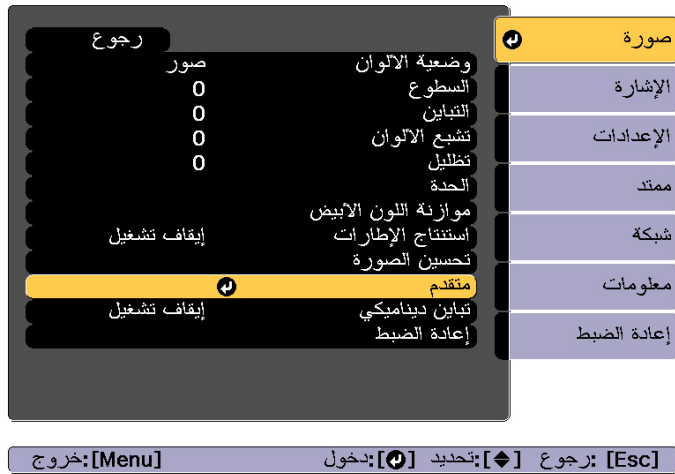 رجوع
وضعية الألوان صور
السطوع 0
التباين 0
تشبع الألوان 0
تظليل 0
الحدة
موازنة اللون الأبيض
استنتاج الإطارات إيقاف تشغيل
تحسين الصورة
متقدم
تباين ديناميكي إيقاف تشغيل
إعادة الضبط
صورة
الإشارة
الإعدادات
ممتد
شبكة
معلومات
إعادة الضبط
[Esc] :رجوع [◆]:تحديد [↵]:دخول [Menu]:خروج